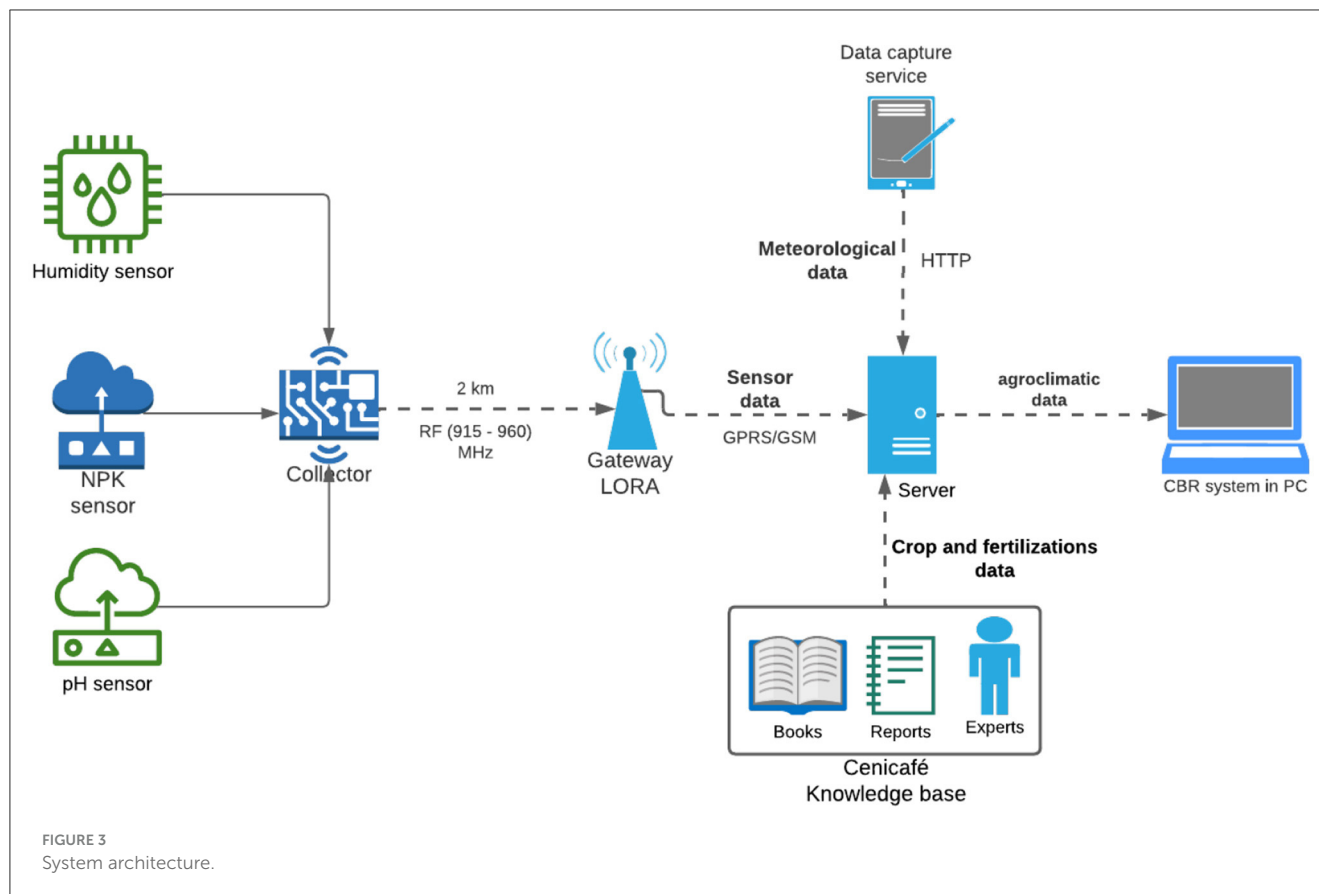 Data capture
service
Humidity sensor
Meteorological
data
HTTP
NPK
sensor
Collector
2 km
RF (915 - 960)
MHz
Gateway
LORA
Sensor
data
GPRS/GSM
Server
agroclimatic
data
CBR system in PC
pH sensor
Crop and fertilizations
data
Books
Reports
Experts
Cenicafé
Knowledge base
FIGURE 3
System architecture.